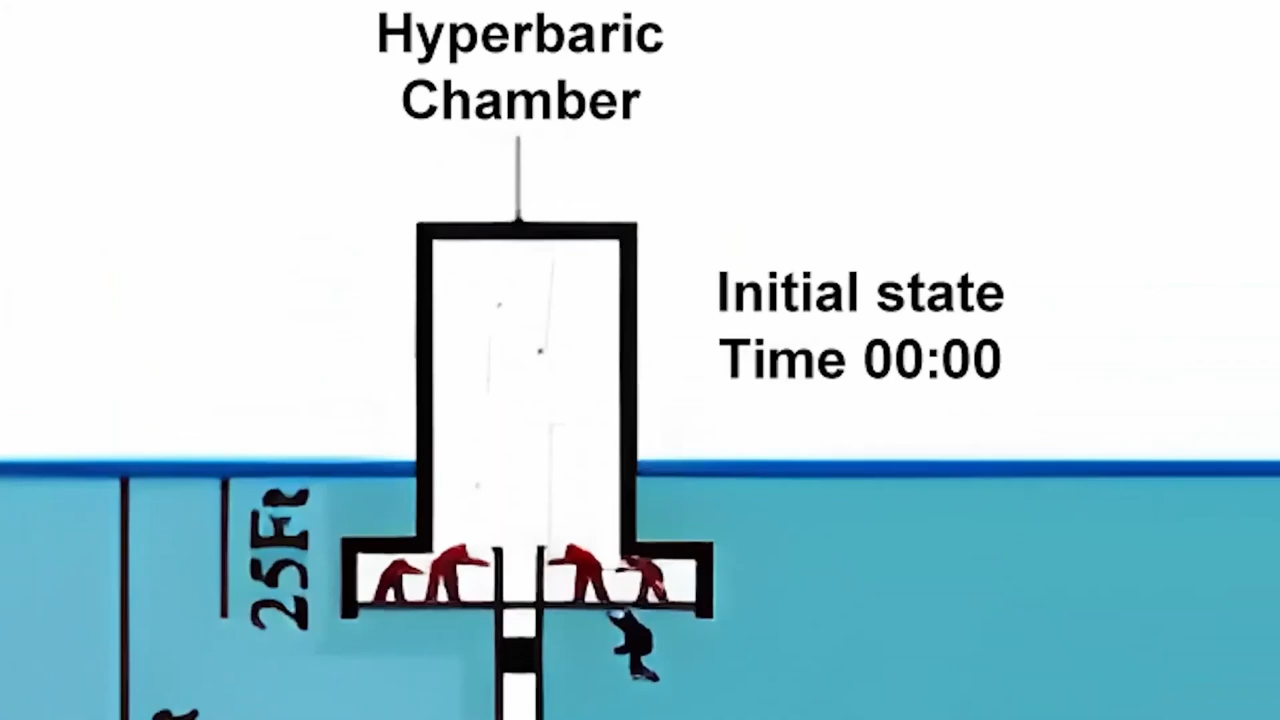 Hyperbaric
Chamber
Initial state
Time 00:00
25Ft